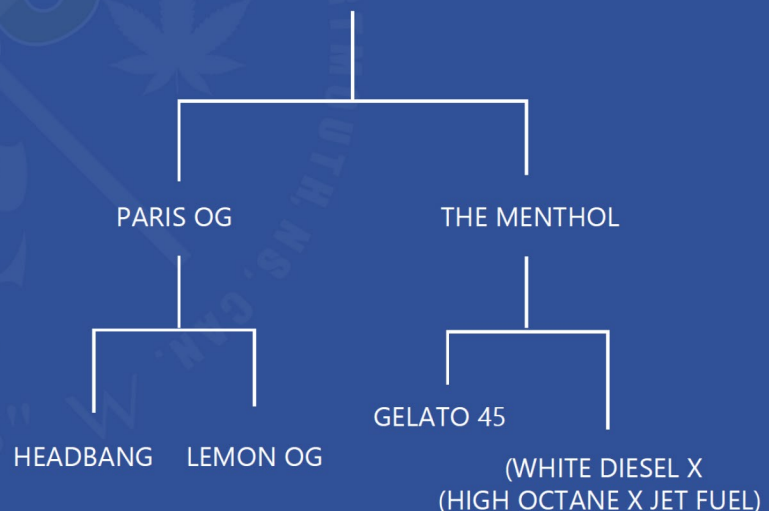 PARIS OG
THE MENTHOL
GELATO 45
HEADBANG
LEMON OG
(WHITE DIESEL X
(HIGH OCTANE X JET FUEL)